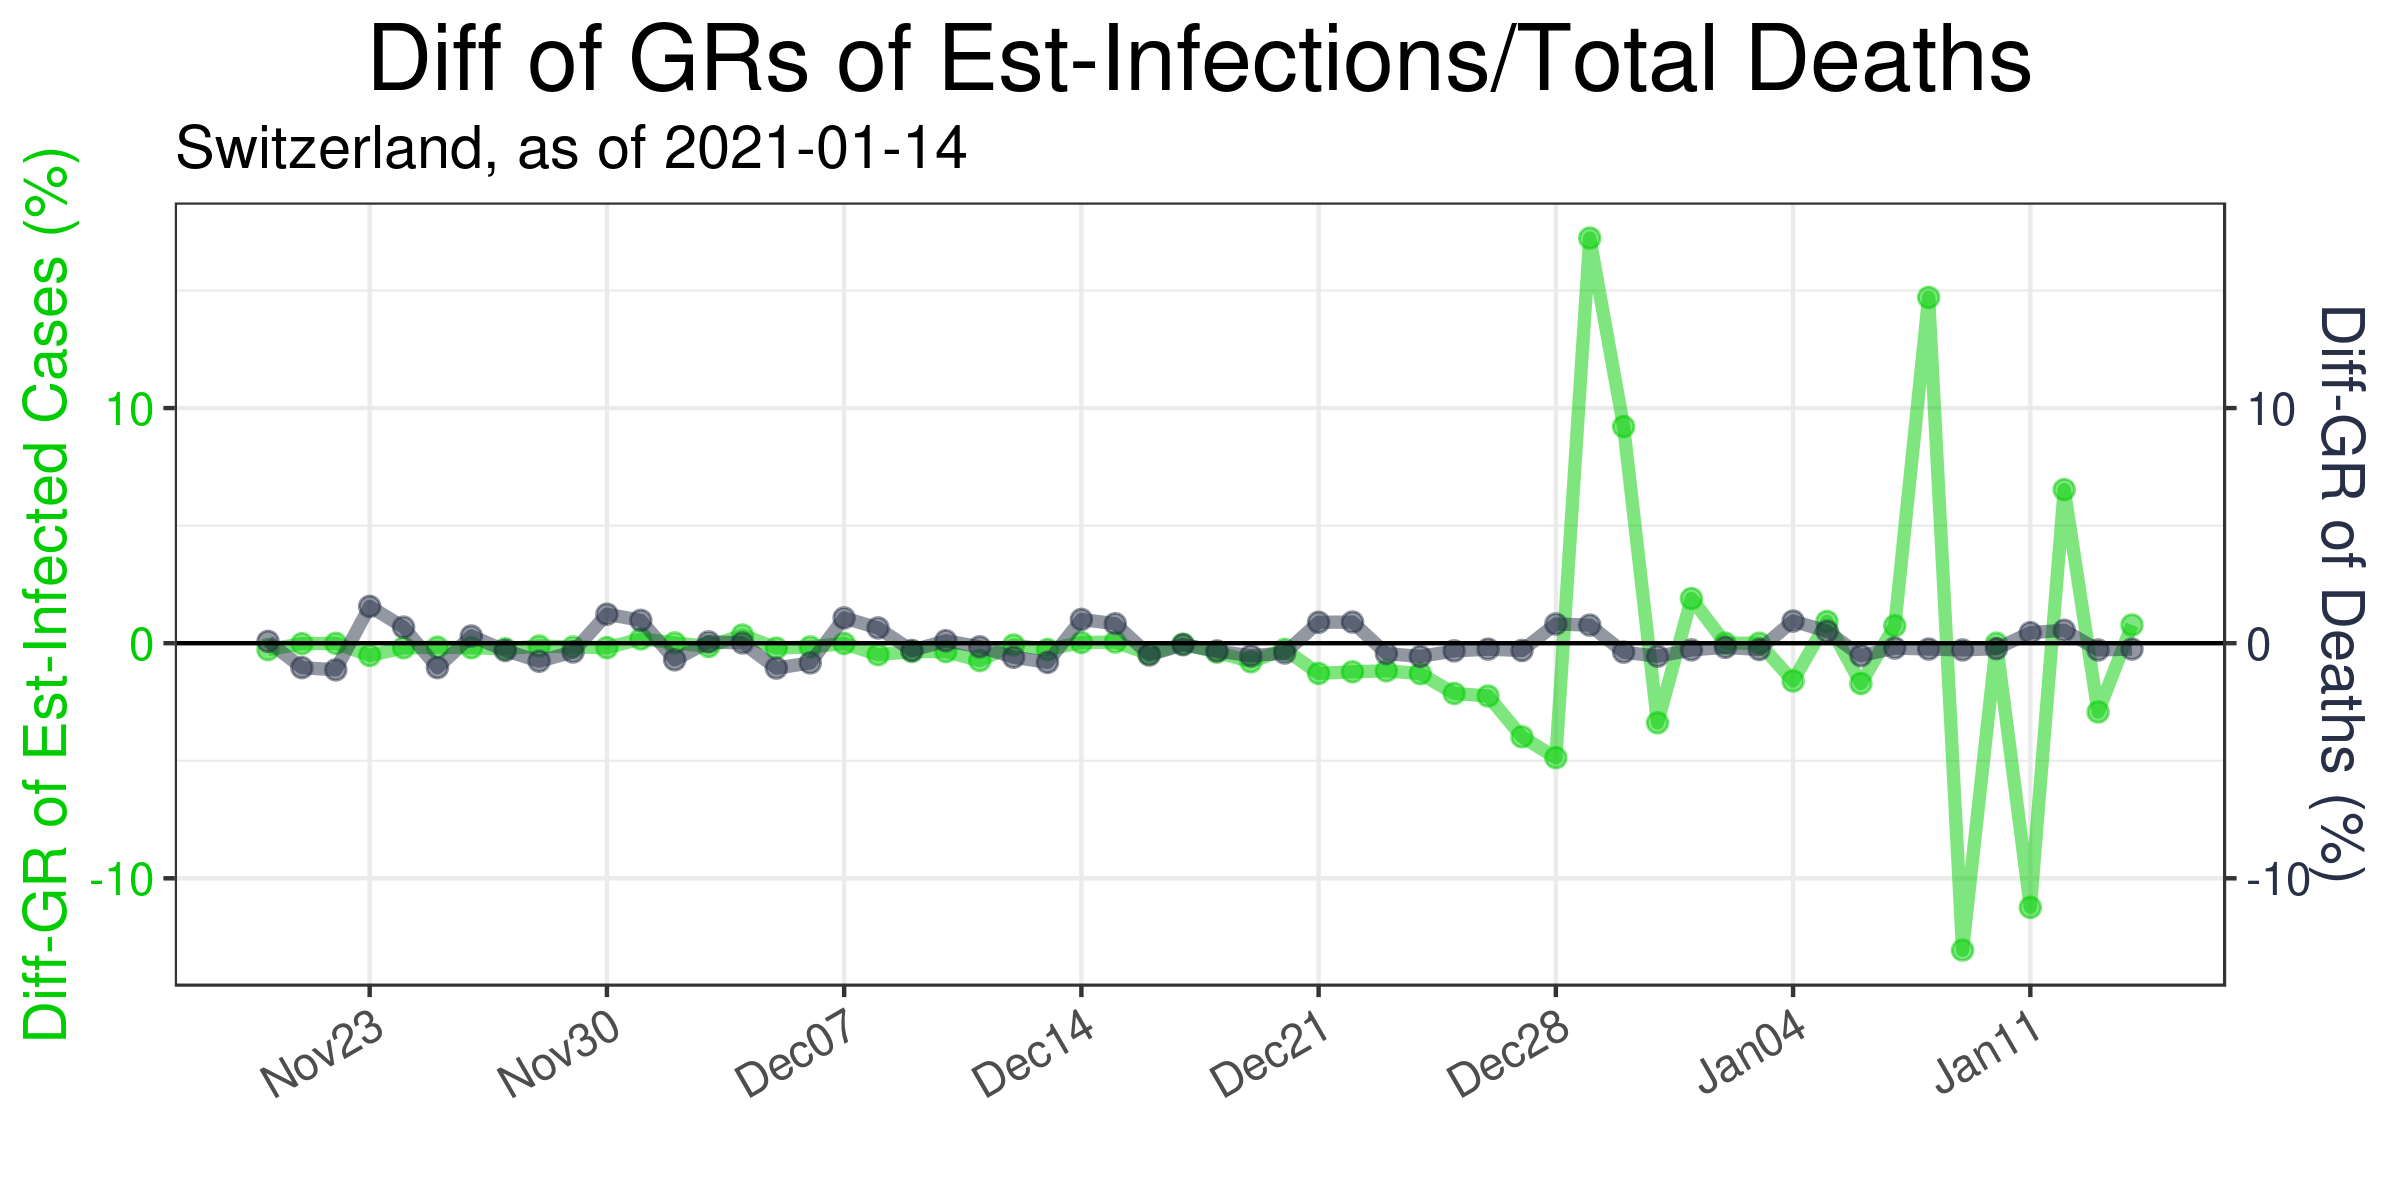 Diff of GRs of Est-Infections/Total Deaths
Switzerland, as of 2021-01-14
Diff-GR of Est-Infected Cases (%)
10
0
-10
10
0
-10
Diff-GR of Deaths (%)
Nov23
Nov30
Dec07
Dec14
Dec21
Dec28
Jan04
Jan11